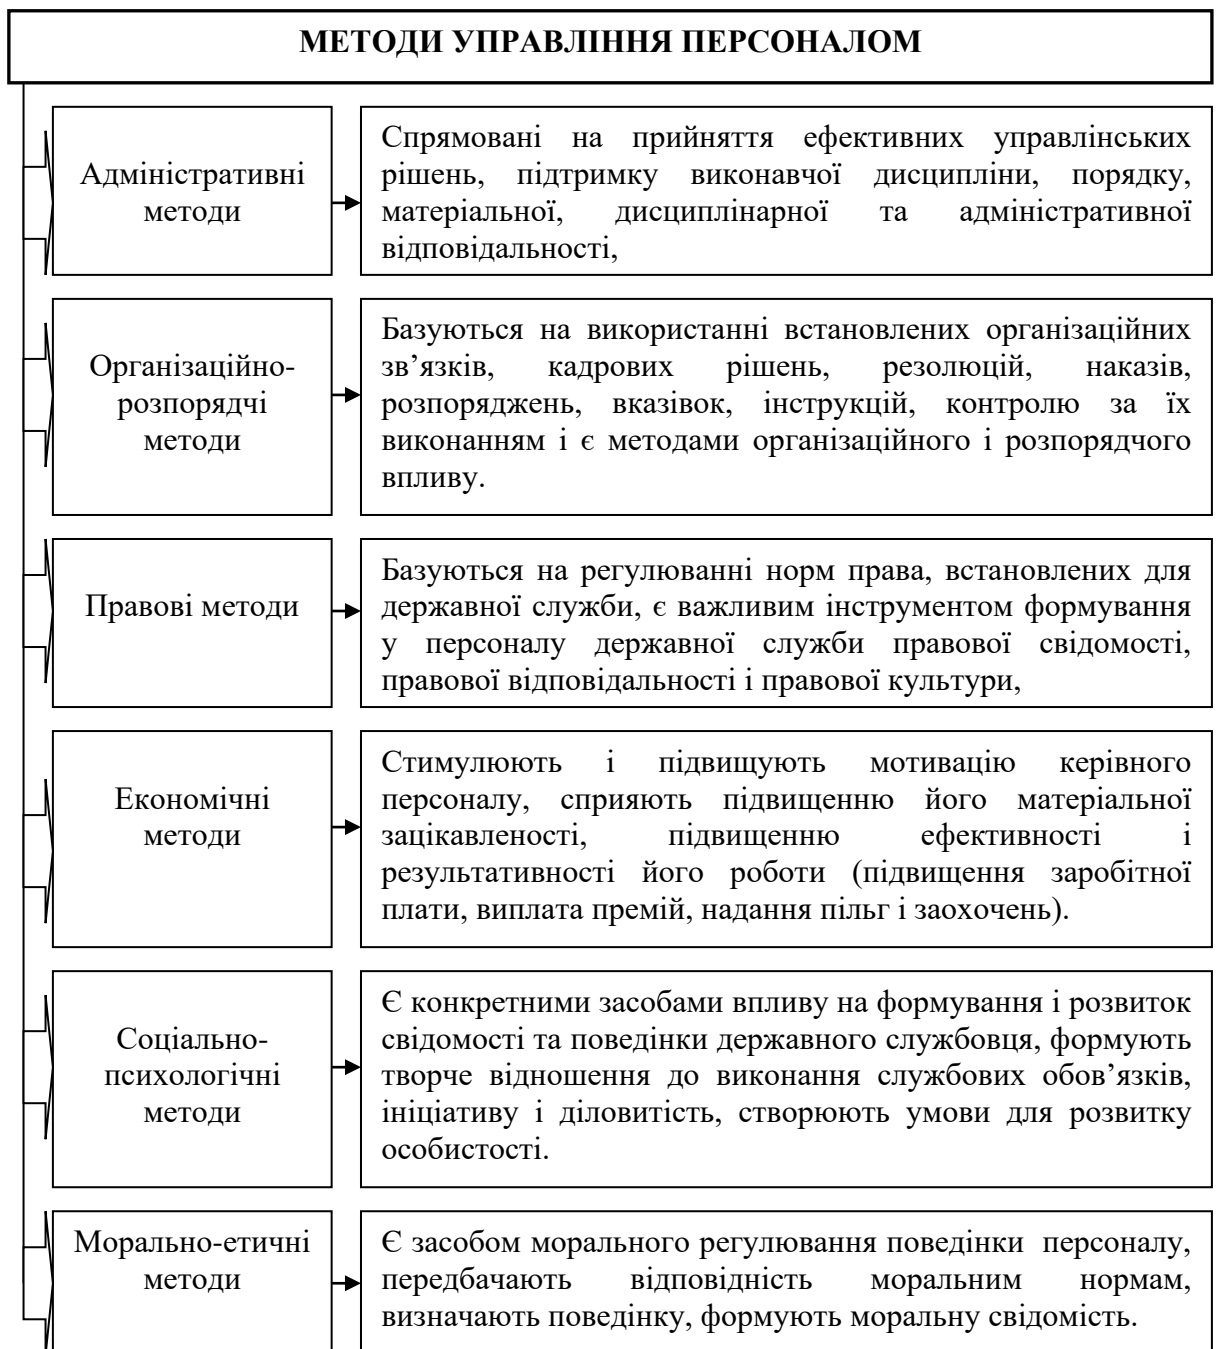 МЕТОДИ УПРАВЛІННЯ ПЕРСОНАЛОМ
Адміністративні
методи
Спрямовані на прийняття ефективних управлінських
рішень, підтримку виконавчої дисципліни, порядку,
матеріальної, дисциплінарної та адміністративної
відповідальності,
Організаційно-
розпорядчі
методи
Базуються на використанні встановлених організаційних
зв’язків, кадрових рішень, резолюцій, наказів,
розпоряджень, вказівок, інструкцій, контролю за їх
виконанням і є методами організаційного і розпорядчого
впливу.
Правові методи
Базуються на регулюванні норм права, встановлених для
державної служби, є важливим інструментом формування
у персоналу державної служби правової свідомості,
правової відповідальності і правової культури,
Економічні
методи
Стимулюють і підвищують мотивацію керівного
персоналу, сприяють підвищенню його матеріальної
зацікавленості, підвищенню ефективності і
результативності його роботи (підвищення заробітної
плати, виплата премій, надання пільг і заохочень).
Соціально-
психологічні
методи
Є конкретними засобами впливу на формування і розвиток
свідомості та поведінки державного службовця, формують
творче відношення до виконання службових обов’язків,
ініціативу і діловитість, створюють умови для розвитку
особистості.
Морально-етичні
методи
Є засобом морального регулювання поведінки персоналу,
передбачають відповідність моральним нормам,
визначають поведінку, формують моральну свідомість.